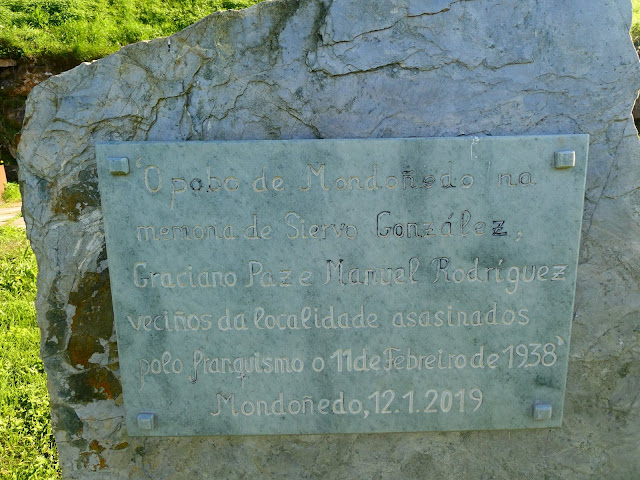 "O pobo de Mondoñedo na
memoria de Siervo González,
Graciano Paz e Manuel Rodríguez
veciños da localidade asasinados
polo franquismo o 11 de Febreiro de 1938"
Mondoñedo, 12.1.2019